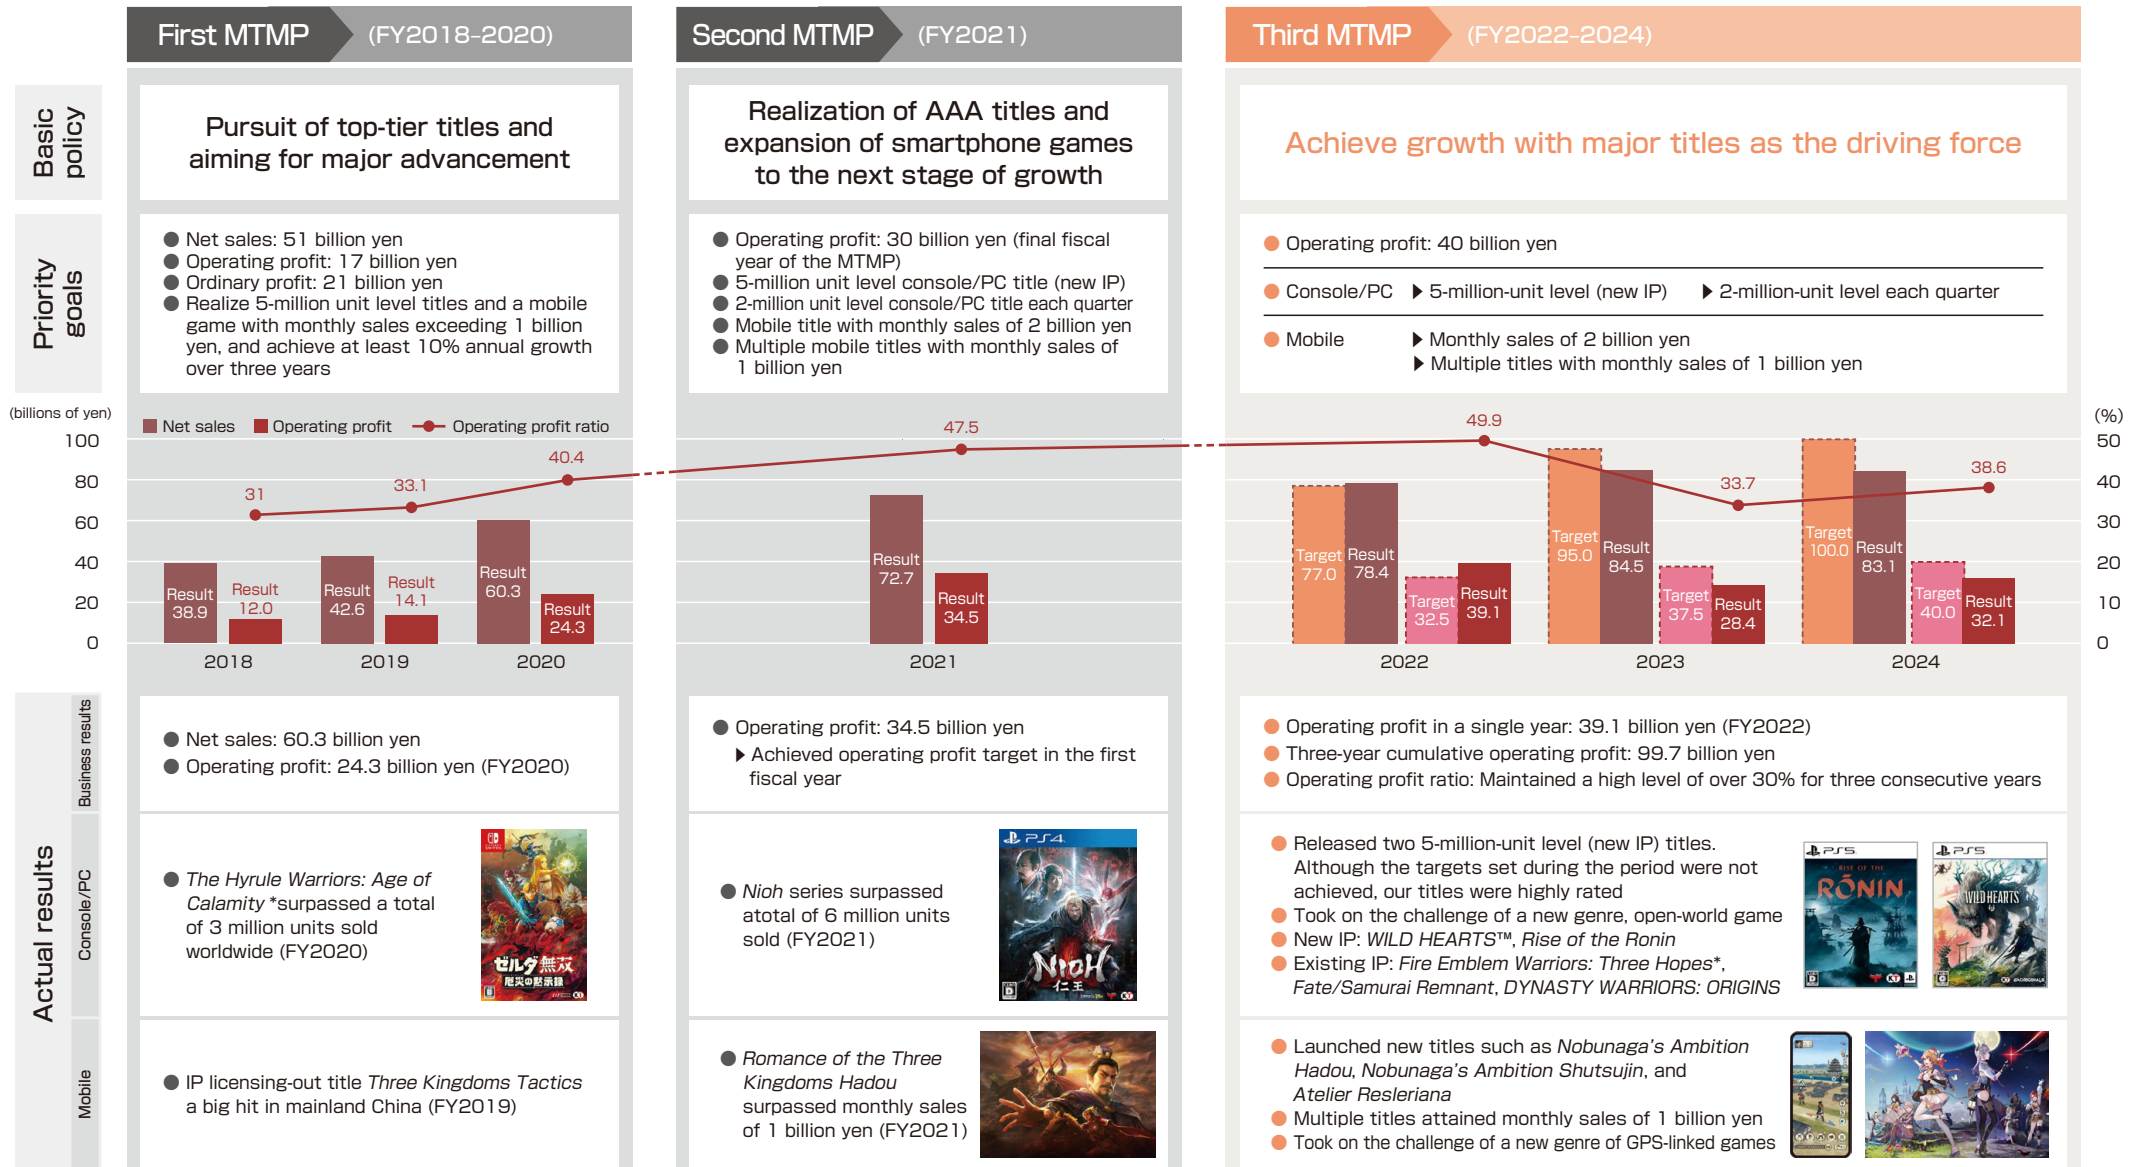 First MTMP
(FY2018–2020)
Second MTMP
(FY2021)
Third MTMP
(FY2022–2024)
Basic
policy
Pursuit of top-tier titles and
aiming for major advancement
Realization of AAA titles and
expansion of smartphone games
to the next stage of growth
Achieve growth with major titles as the driving force
Priority
goals
● Net sales: 51 billion yen
● Operating profit: 17 billion yen
● Ordinary profit: 21 billion yen
● Realize 5-million unit level titles and a mobile
game with monthly sales exceeding 1 billion
yen, and achieve at least 10% annual growth
over three years
● Operating profit: 30 billion yen (final fiscal
year of the MTMP)
● 5-million unit level console/PC title (new IP)
● 2-million unit level console/PC title each quarter
● Mobile title with monthly sales of 2 billion yen
● Multiple mobile titles with monthly sales of
1 billion yen
● Operating profit: 40 billion yen
● Console/PC ▶ 5-million-unit level (new IP) ▶ 2-million-unit level each quarter
● Mobile ▶ Monthly sales of 2 billion yen
▶ Multiple titles with monthly sales of 1 billion yen
(billions of yen)
100
80
60
40
20
0
Net sales Operating profit Operating profit ratio
31
33.1
40.4
Result
38.9
Result
12.0
Result
42.6
Result
14.1
Result
60.3
Result
24.3
2018
2019
2020
47.5
Result
72.7
Result
34.5
2021
49.9
33.7
38.6
Target
77.0
Result
78.4
Target
32.5
Result
39.1
Target
95.0
Result
84.5
Target
37.5
Result
28.4
Target
100.0
Result
83.1
Target
40.0
Result
32.1
2022
2023
2024
(%)
50
40
30
20
10
0
Actual results
Business results
● Net sales: 60.3 billion yen
● Operating profit: 24.3 billion yen (FY2020)
● Operating profit: 34.5 billion yen
▶ Achieved operating profit target in the first
fiscal year
● Operating profit in a single year: 39.1 billion yen (FY2022)
● Three-year cumulative operating profit: 99.7 billion yen
● Operating profit ratio: Maintained a high level of over 30% for three consecutive years
Console/PC
● The Hyrule Warriors: Age of
Calamity *surpassed a total
of 3 million units sold
worldwide (FY2020)
ゼルダ無双
厄災の黙示録
● Nioh series surpassed
atotal of 6 million units
sold (FY2021)
PS4
NIOH
仁王
● Released two 5-million-unit level (new IP) titles.
Although the targets set during the period were not
achieved, our titles were highly rated
● Took on the challenge of a new genre, open-world game
● New IP: WILD HEARTS™, Rise of the Ronin
● Existing IP: Fire Emblem Warriors: Three Hopes*,
Fate/Samurai Remnant, DYNASTY WARRIORS: ORIGINS
PS5
RISE OF THE
RŌNIN
PS5
WILD HEARTS
Mobile
● IP licensing-out title Three Kingdoms Tactics
a big hit in mainland China (FY2019)
● Romance of the Three
Kingdoms Hadou
surpassed monthly sales
of 1 billion yen (FY2021)
● Launched new titles such as Nobunaga's Ambition
Hadou, Nobunaga's Ambition Shutsujin, and
Atelier Resleriana
● Multiple titles attained monthly sales of 1 billion yen
● Took on the challenge of a new genre of GPS-linked games